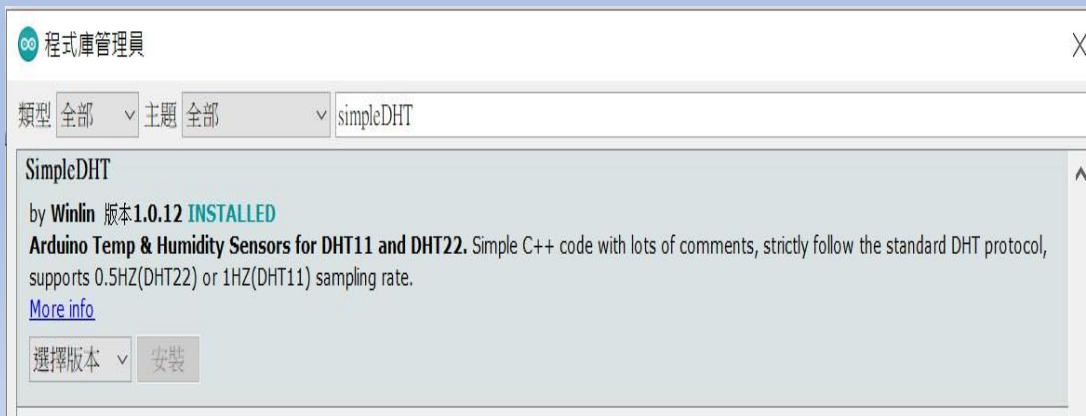 程式庫管理員
類型 全部 主題 全部 simpleDHT
SimpleDHT
by Winlin 版本1.0.12 INSTALLED
Arduino Temp & Humidity Sensors for DHT11 and DHT22. Simple C++ code with lots of comments, strictly follow the standard DHT protocol,
supports 0.5HZ(DHT22) or 1HZ(DHT11) sampling rate.
More info
選擇版本 安裝